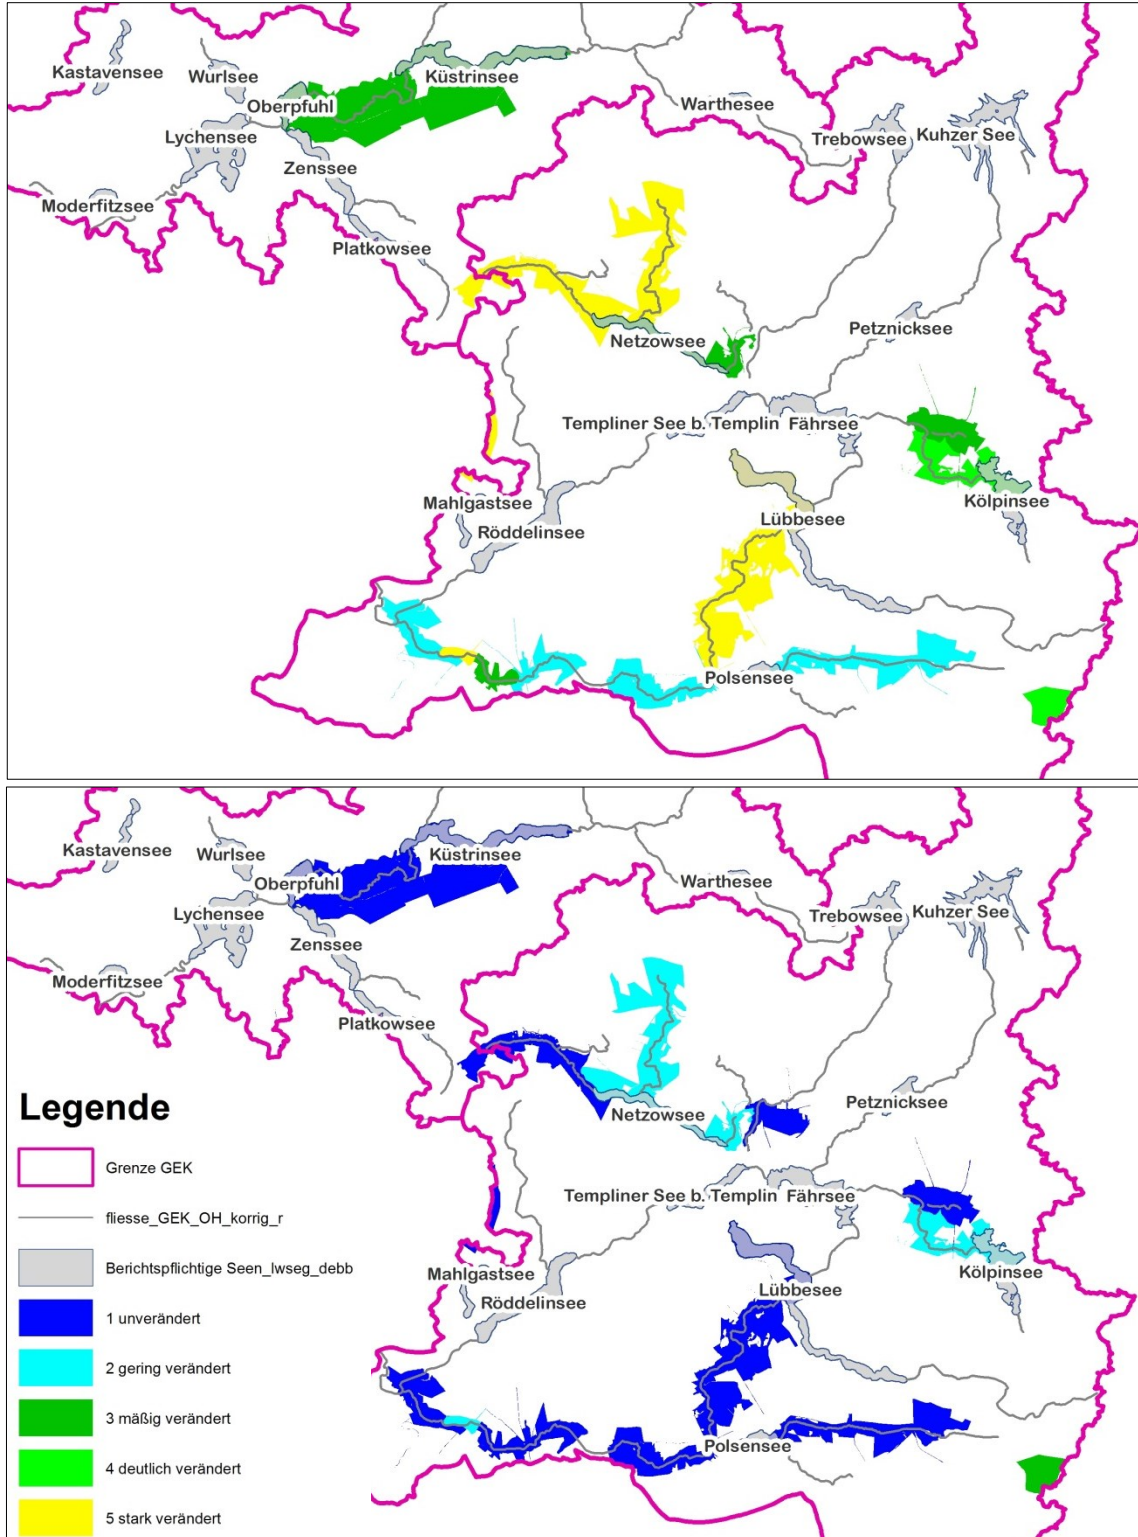 Kastavensee
Wurlsee
Küstrinsee
Oberpfuhl
Lychensee
Zenssee
Moderfitzsee
Platkowsee
Warthesee
Trebowsee
Kuhzer See
Netzowsee
Petznicksee
Templiner See b. Templin
Fährsee
Mahlgastsee
Röddelinsee
Lübbesee
Kölpinsee
Polsensee
Kastavensee
Wurlsee
Küstrinsee
Oberpfuhl
Lychensee
Zenssee
Moderfitzsee
Platkowsee
Warthesee
Trebowsee
Kuhzer See
Netzowsee
Petznicksee
Templiner See b. Templin
Fährsee
Mahlgastsee
Röddelinsee
Lübbesee
Kölpinsee
Polsensee
Legende
Grenze GEK
fliesse_GEK_OH_korrig_r
Berichtspflichtige Seen_lwseg_debb
1 unverändert
2 gering verändert
3 mäßig verändert
4 deutlich verändert
5 stark verändert